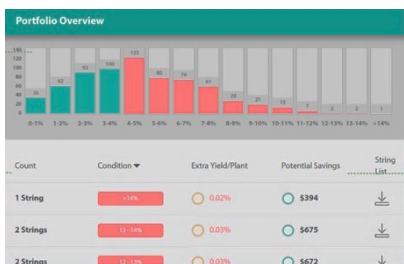 Portfolio Overview
140
120
100
80
60
40
20
0
36 62 93 100 125 80 76 61 28 21 13 7 2 2 1
0-1% 1-2% 2-3% 3-4% 4-5% 5-6% 6-7% 7-8% 8-9% 9-10% 10-11% 11-12% 12-13% 13-14% >14%
Count Condition Extra Yield/Plant Potential Savings String List
1 String >14% 0.02% $394
2 Strings 13-14% 0.03% $675
2 Strings 12-13% 0.03% $672